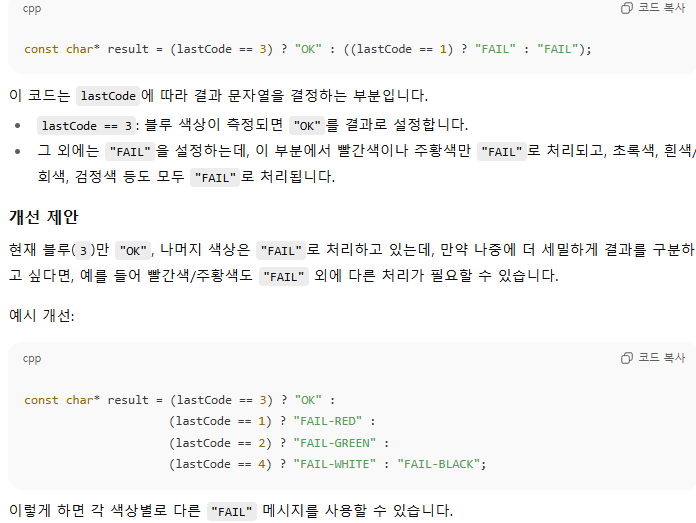 cpp
코드 복사
const char* result = (lastCode == 3) ? "OK" : ((lastCode == 1) ? "FAIL" : "FAIL");
이 코드는 lastCode에 따라 결과 문자열을 결정하는 부분입니다.
• lastCode == 3: 블루 색상이 측정되면 "OK"를 결과로 설정합니다.
• 그 외에는 "FAIL"을 설정하는데, 이 부분에서 빨간색이나 주황색만 "FAIL"로 처리되고, 초록색, 흰색/
회색, 검정색 등도 모두 "FAIL"로 처리됩니다.
개선 제안
현재 블루(3)만 "OK", 나머지 색상은 "FAIL"로 처리하고 있는데, 만약 나중에 더 세밀하게 결과를 구분하
고 싶다면, 예를 들어 빨간색/주황색도 "FAIL" 외에 다른 처리가 필요할 수 있습니다.
예시 개선:
cpp
코드 복사
const char* result = (lastCode == 3) ? "OK" :
(lastCode == 1) ? "FAIL-RED" :
(lastCode == 2) ? "FAIL-GREEN" :
(lastCode == 4) ? "FAIL-WHITE" : "FAIL-BLACK";
이렇게 하면 각 색상별로 다른 "FAIL" 메시지를 사용할 수 있습니다.